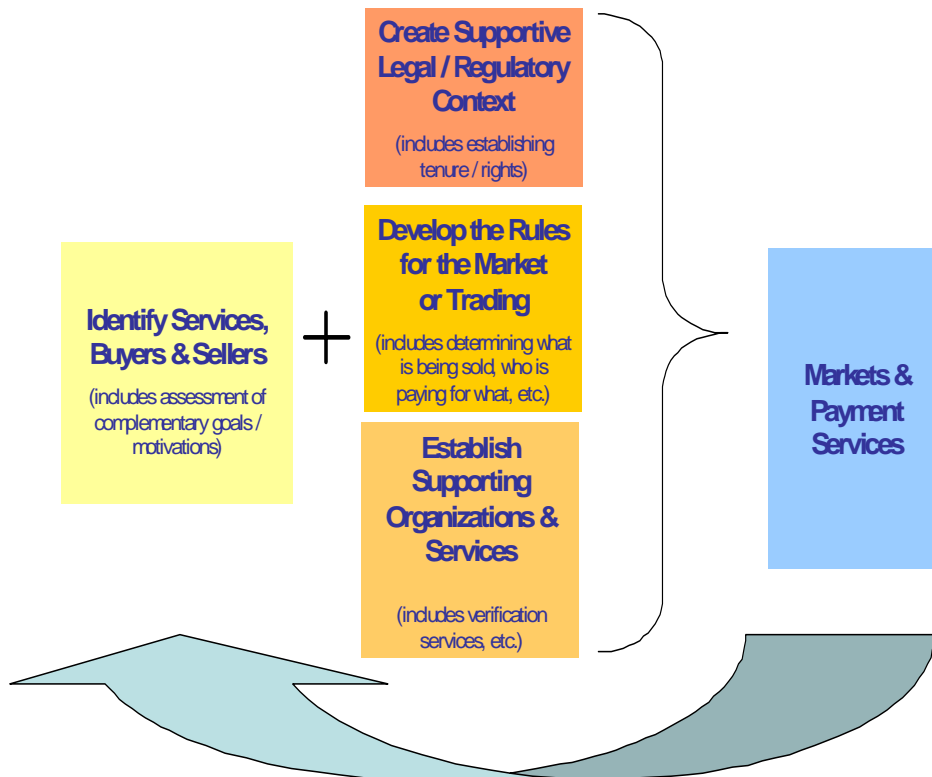 Create Supportive
Legal / Regulatory
Context
(includes establishing
tenure / rights)
Develop the Rules
for the Market
or Trading
(includes determining what
is being sold, who is
paying for what, etc.)
Identify Services,
Buyers & Sellers
(includes assessment of
complementary goals /
motivations)
Establish
Supporting
Organizations &
Services
(includes verification
services, etc.)
Markets &
Payment
Services